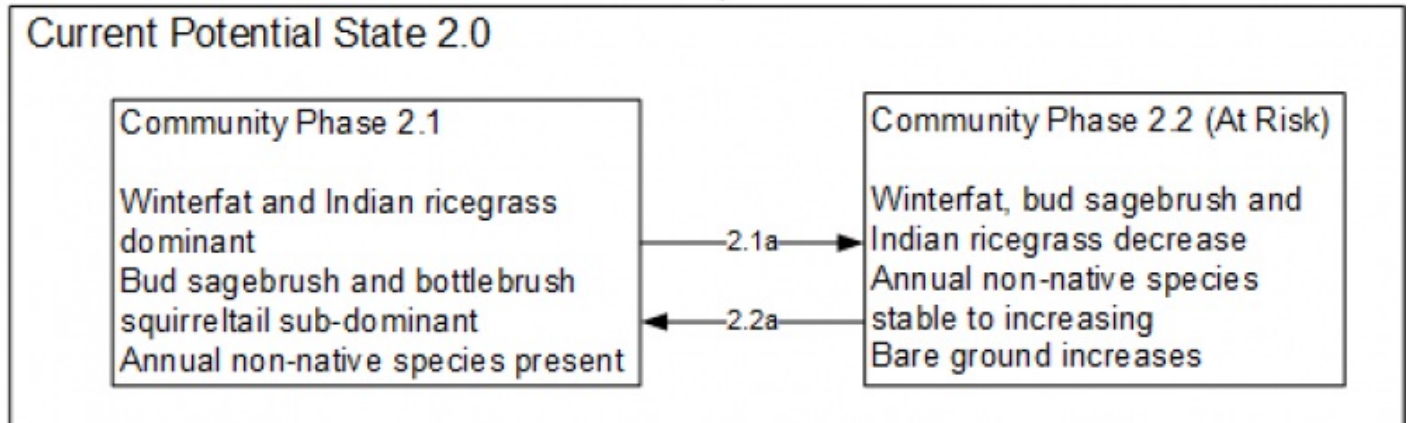 Current Potential State 2.0
Community Phase 2.1
Winterfat and Indian ricegrass
dominant
Bud sagebrush and bottlebrush
squirreltail sub-dominant
Annual non-native species present
2.1a
2.2a
Community Phase 2.2 (At Risk)
Winterfat, bud sagebrush and
Indian ricegrass decrease
Annual non-native species
stable to increasing
Bare ground increases